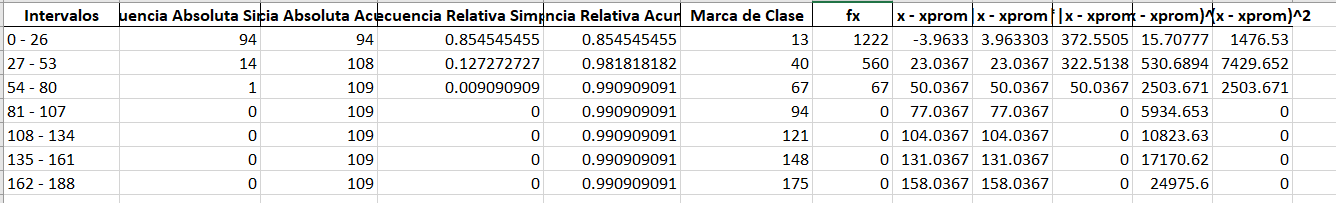 Intervalos uencia Absoluta Sir cia Absoluta Acu ecuencia Relativa Simp ncia Relativa Acum Marca de Clase fx x - xprom x - xprom |x - xprom x - xprom)^ (x - xprom)^2
0 - 26 94 94 0.854545455 0.854545455 13 1222 -3.9633 3.963303 372.5505 15.70777 1476.53
27 - 53 14 108 0.127272727 0.981818182 40 560 23.0367 23.0367 322.5138 530.6894 7429.652
54 - 80 1 109 0.009090909 0.990909091 67 67 50.0367 50.0367 50.0367 2503.671 2503.671
81 - 107 0 109 0 0.990909091 94 0 77.0367 77.0367 0 5934.653 0
108 - 134 0 109 0 0.990909091 121 0 104.0367 104.0367 0 10823.63 0
135 - 161 0 109 0 0.990909091 148 0 131.0367 131.0367 0 17170.62 0
162 - 188 0 109 0 0.990909091 175 0 158.0367 158.0367 0 24975.6 0